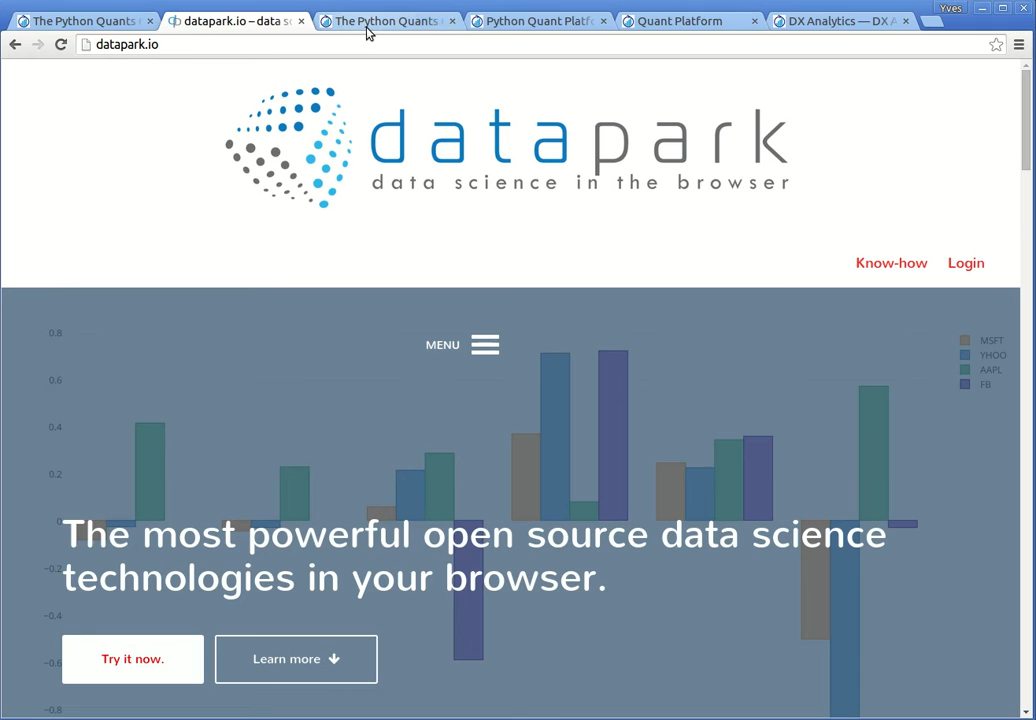 Yves
The Python Quants
datapark.io – data sc
The Python Quants
Python Quant Platf
Quant Platform
DX Analytics — DX A
datapark.io
datapark
data science in the browser
Know-how Login
MENU
0.8
0.6
0.4
0.2
0
−0.2
−0.4
−0.6
−0.8
MSFT
YHOO
AAPL
FB
The most powerful open source data science
technologies in your browser.
Try it now.
Learn more